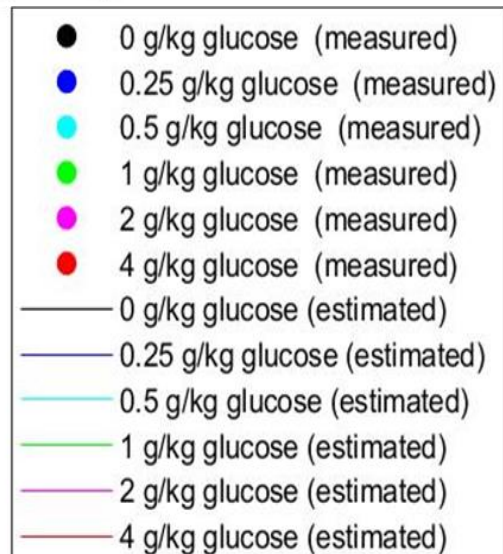 0 g/kg glucose (measured)
0.25 g/kg glucose (measured)
0.5 g/kg glucose (measured)
1 g/kg glucose (measured)
2 g/kg glucose (measured)
4 g/kg glucose (measured)
0 g/kg glucose (estimated)
0.25 g/kg glucose (estimated)
0.5 g/kg glucose (estimated)
1 g/kg glucose (estimated)
2 g/kg glucose (estimated)
4 g/kg glucose (estimated)